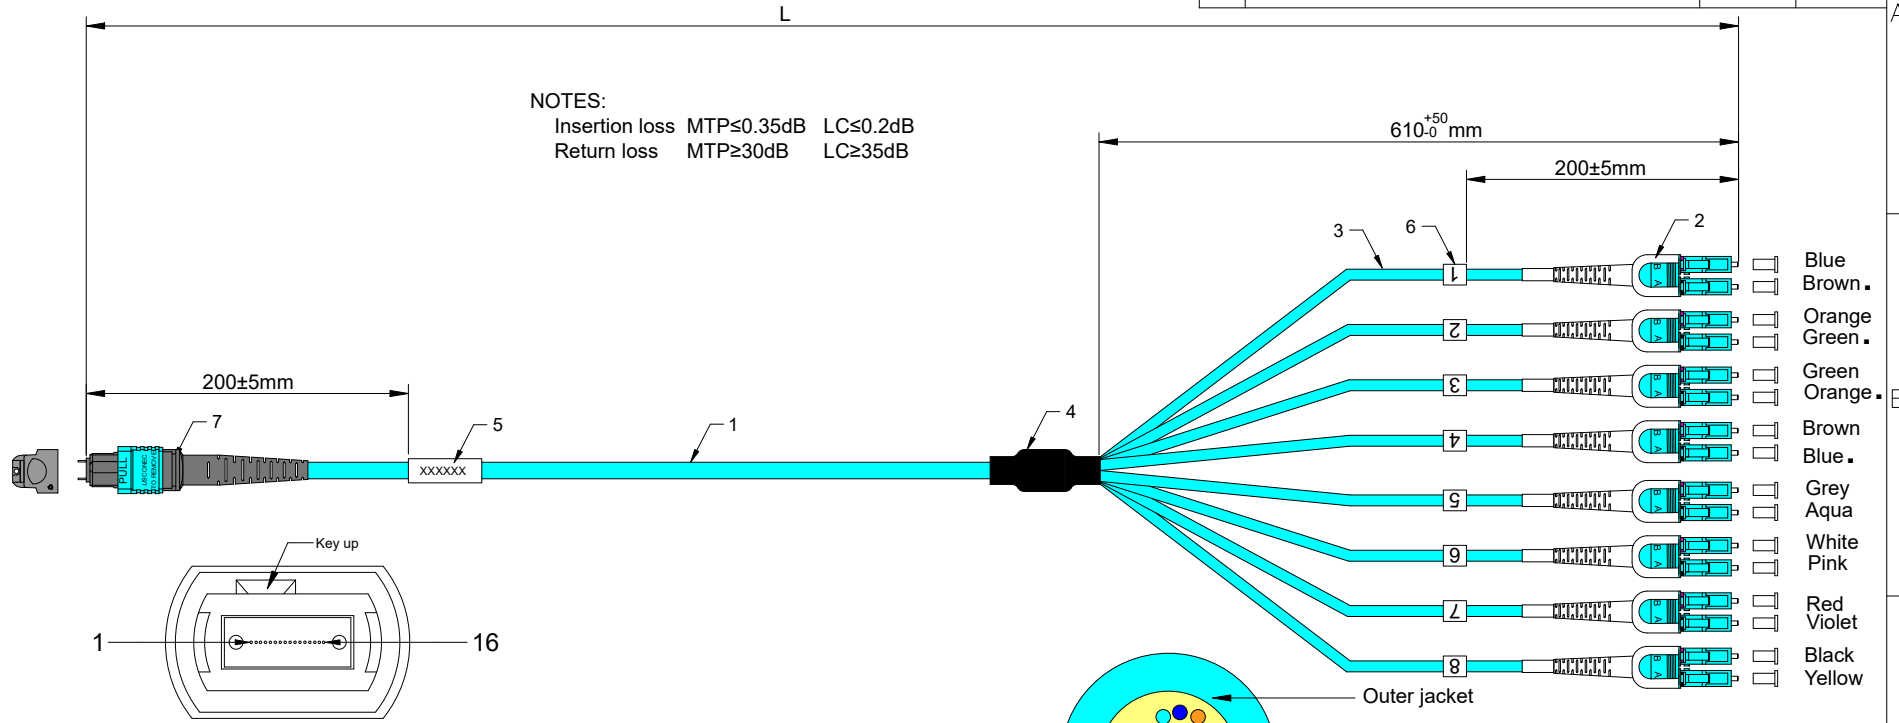 L
A
NOTES:
Insertion loss MTP≤0.35dB LC≤0.2dB
Return loss MTP≥30dB LC≥35dB
610 +50 -0 mm
200±5mm
3
6
2
1
B A
Blue
Brown.
2
B A
Orange
Green.
3
B A
Green
Orange.
4
B A
Brown
Blue.
5
B A
Grey
Aqua
6
B A
White
Pink
7
B A
Red
Violet
8
B A
Black
Yellow
200±5mm
7
5
1
4
PULL
USCONEC
XXXXXX
Key up
1
16
Outer jacket